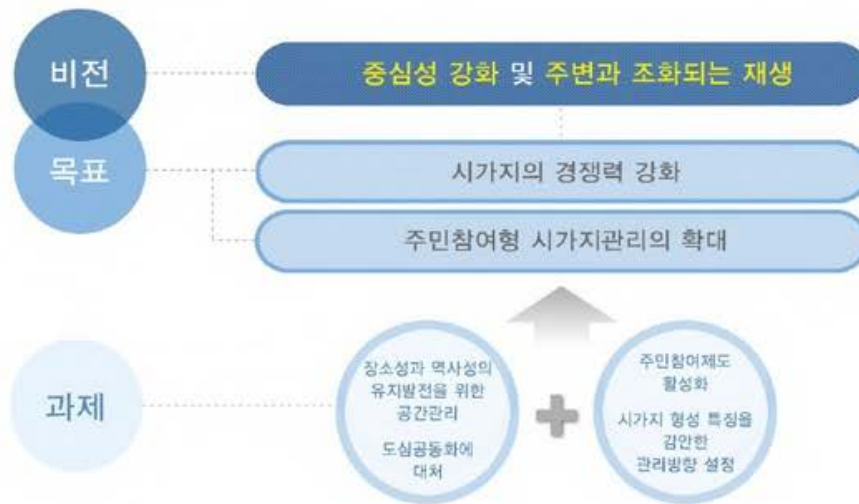 비전
중심성 강화 및 주변과 조화되는 재생
목표
시가지의 경쟁력 강화
주민참여형 시가지관리의 확대
과제
장소성과 역사성의
유지발전을 위한
공간관리
도심공동화에
대처
주민참여제도
활성화
시가지 형성 특징을
감안한
관리방향 설정